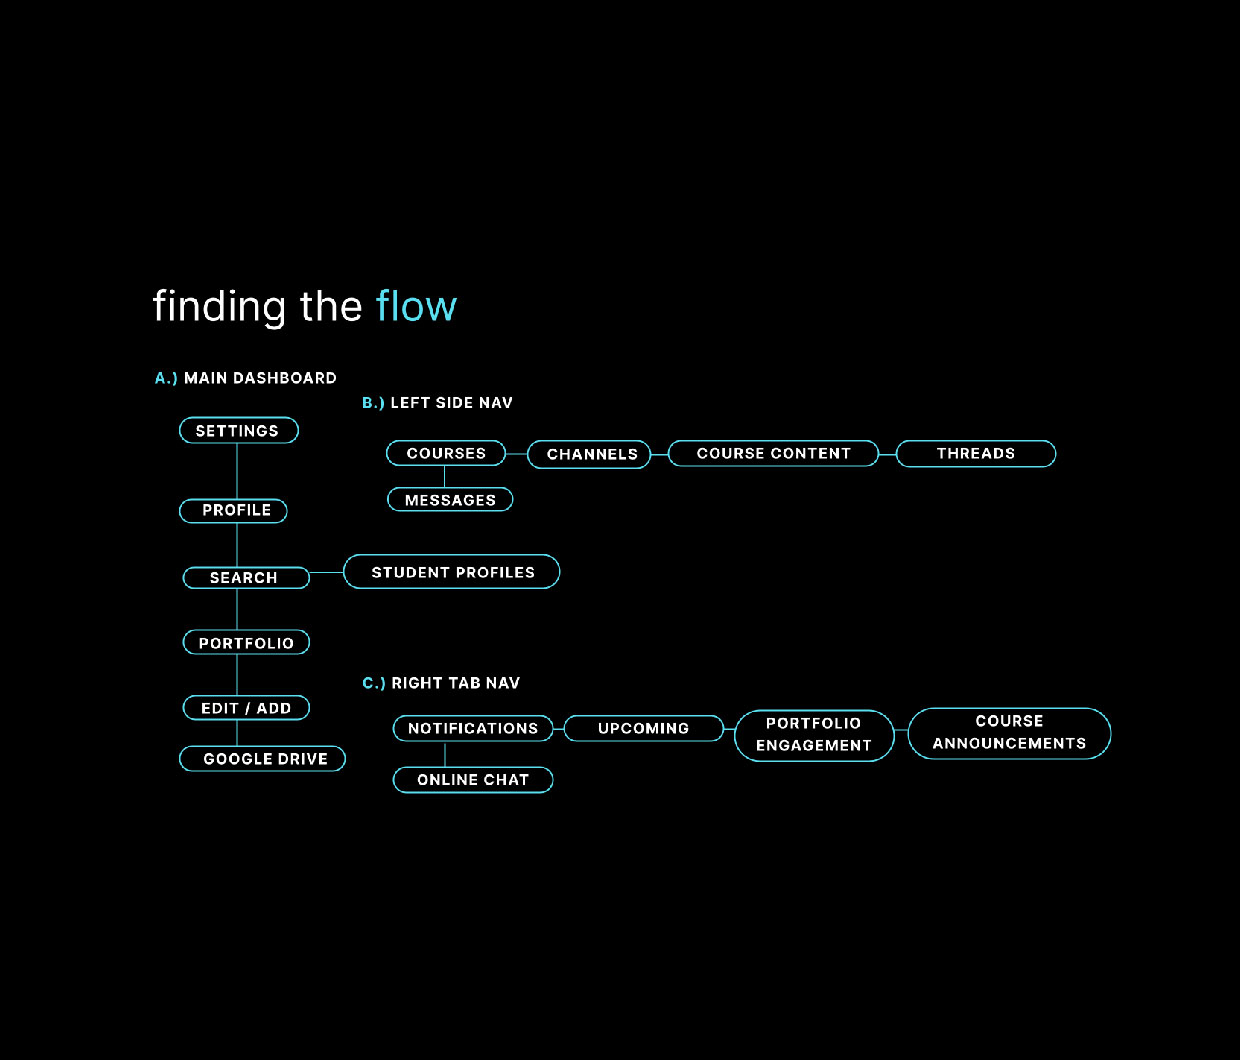 finding the flow
A.) MAIN DASHBOARD
SETTINGS
PROFILE
SEARCH
STUDENT PROFILES
PORTFOLIO
EDIT / ADD
GOOGLE DRIVE
B.) LEFT SIDE NAV
COURSES
CHANNELS
COURSE CONTENT
THREADS
MESSAGES
C.) RIGHT TAB NAV
NOTIFICATIONS
UPCOMING
PORTFOLIO
ENGAGEMENT
COURSE
ANNOUNCEMENTS
ONLINE CHAT